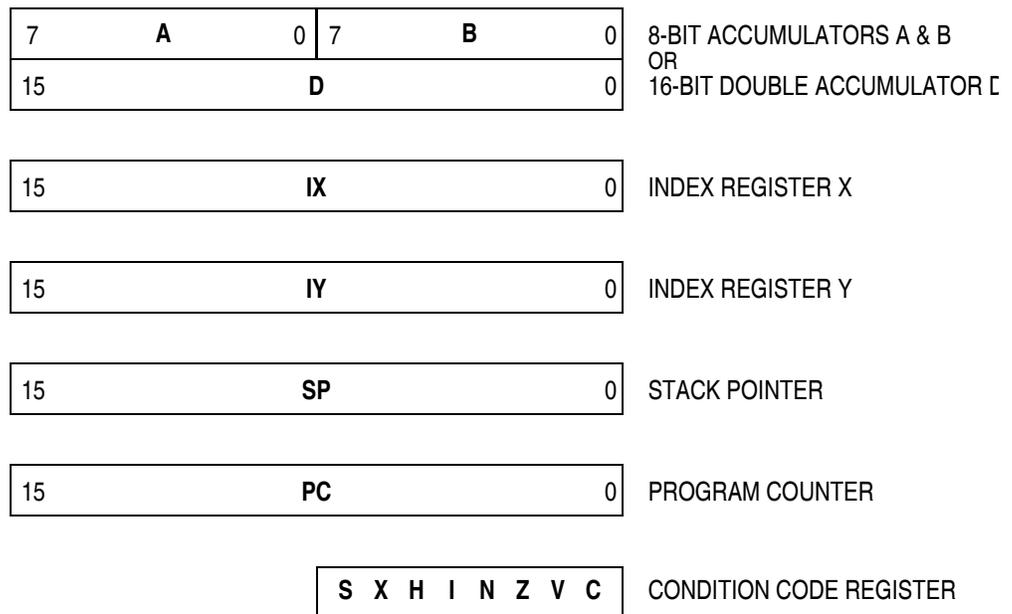 7 A 0 7 B 0 8-BIT ACCUMULATORS A & B
OR
15 D 0 16-BIT DOUBLE ACCUMULATOR
15 IX 0 INDEX REGISTER X
15 IY 0 INDEX REGISTER Y
15 SP 0 STACK POINTER
15 PC 0 PROGRAM COUNTER
S X H I N Z V C CONDITION CODE REGISTER